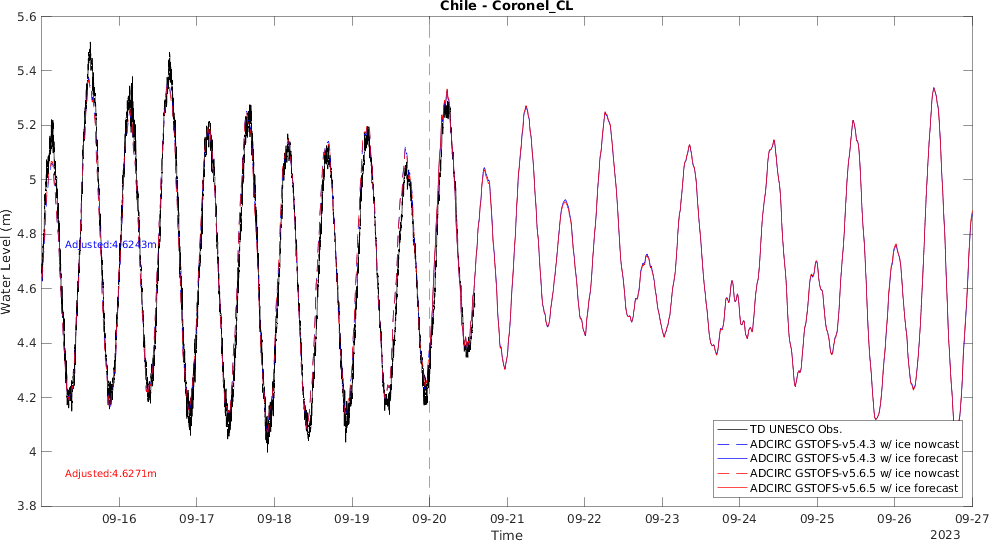 Chile - Coronel_CL
5.6
5.4
5.2
5
4.8
4.6
4.4
4.2
4
3.8
Water Level (m)
Adjusted:4.6243m
Adjusted:4.6271m
TD UNESCO Obs.
ADCIRC GSTOFS-v5.4.3 w/ ice nowcast
ADCIRC GSTOFS-v5.4.3 w/ ice forecast
ADCIRC GSTOFS-v5.6.5 w/ ice nowcast
ADCIRC GSTOFS-v5.6.5 w/ ice forecast
09-16 09-17 09-18 09-19 09-20 09-21 09-22 09-23 09-24 09-25 09-26 09-27
Time
2023